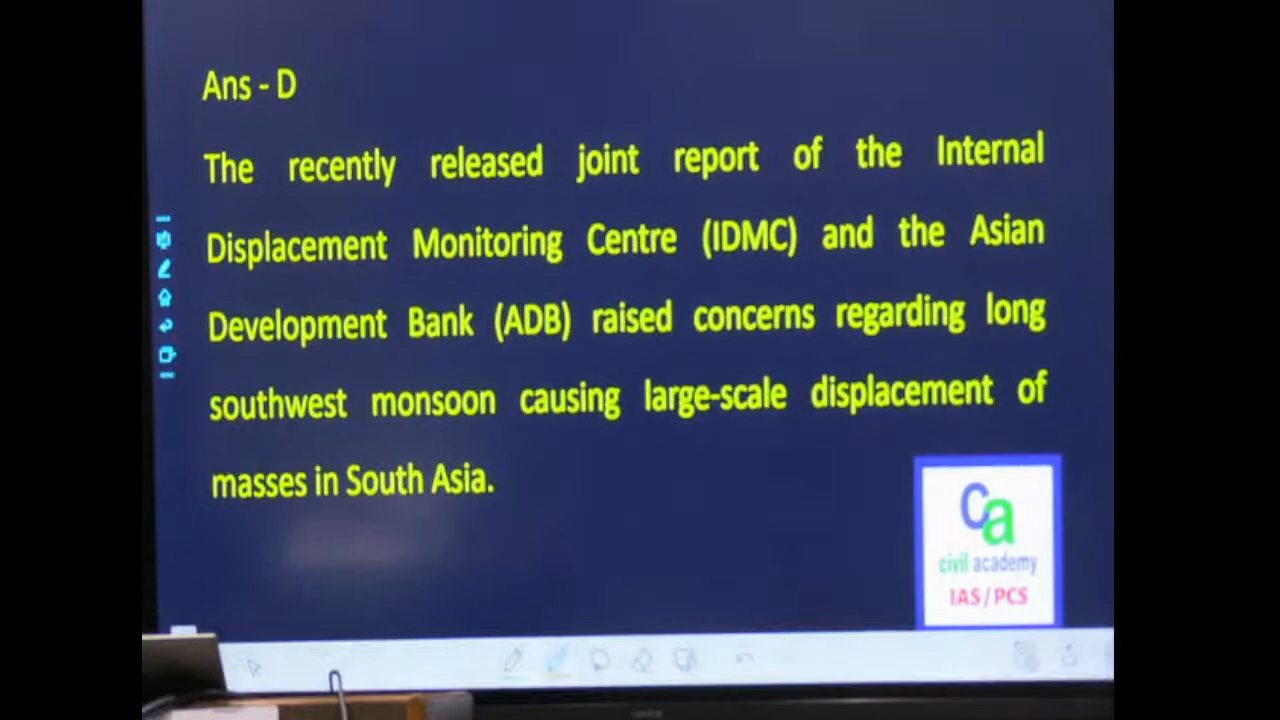 Ans - D
The recently released joint report of the Internal
Displacement Monitoring Centre (IDMC) and the Asian
Development Bank (ADB) raised concerns regarding long
southwest monsoon causing large-scale displacement of
masses in South Asia.
ca
civil academy
IAS/PCS